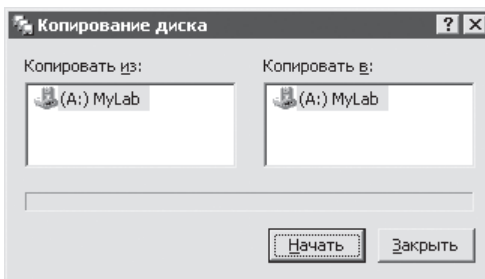 Копирование диска
Копировать из:
Копировать в:
(A:) MyLab
(A:) MyLab
Начать
Закрыть